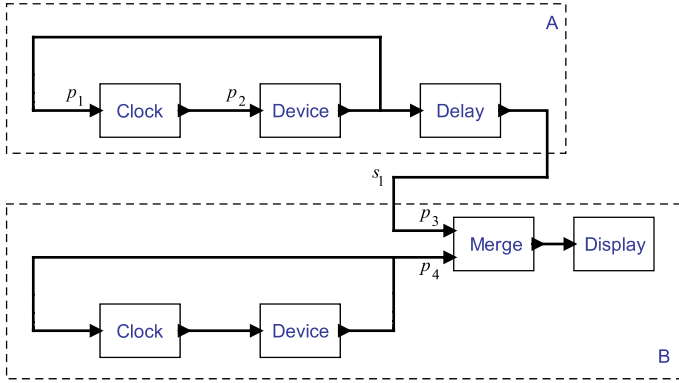 A
p1 p2
Clock Device Delay
s1
p3
Merge Display
p4
Clock Device
B